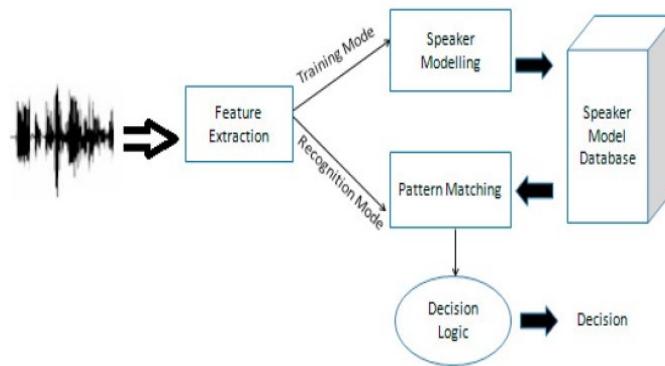 Speaker
Modelling
Training Mode
Feature
Extraction
Speaker
Model
Database
Recognition Mode
Pattern Matching
Decision
Logic
Decision